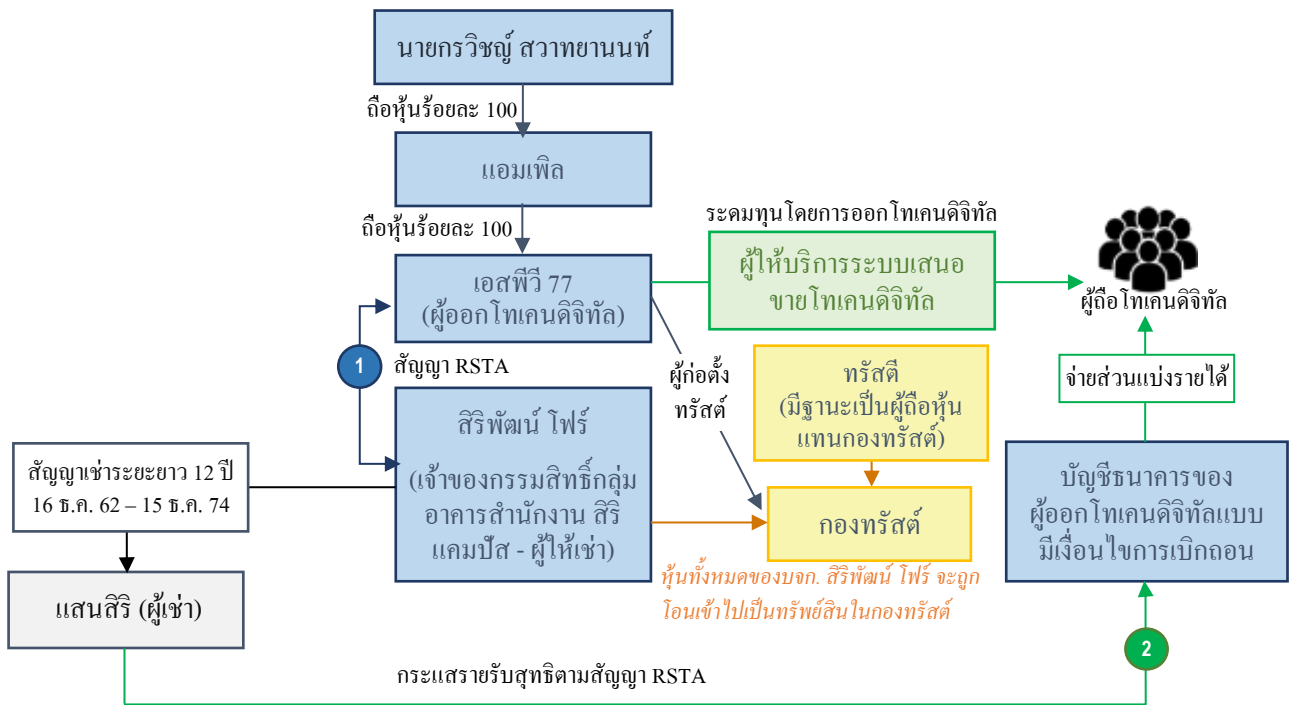 นายกรวิชญ์ สวาทยานนท์
ถือหุ้นร้อยละ 100
แอมเพิล
ถือหุ้นร้อยละ 100
ระดมทุนโดยการออกโทเคนดิจิทัล
เอสพีวี 77
(ผู้ออกโทเคนดิจิทัล)
ผู้ให้บริการระบบเสนอ
ขายโทเคนดิจิทัล
ผู้ถือโทเคนดิจิทัล
1
สัญญา RSTA
ผู้ก่อตั้ง
ทรัสต์
ทรัสตี
(มีฐานะเป็นผู้ถือหุ้น
แทนกองทรัสต์)
จ่ายส่วนแบ่งรายได้
สิริพัฒน์ โฟร์
(เจ้าของกรรมสิทธิ์กลุ่ม
อาคารสำนักงาน สิริ
แคมปัส - ผู้ให้เช่า)
สัญญาเช่าระยะยาว 12 ปี
16 ธ.ค. 62 – 15 ธ.ค. 74
กองทรัสต์
บัญชีธนาคารของ
ผู้ออกโทเคนดิจิทัลแบบ
มีเงื่อนไขการเบิกถอน
หุ้นทั้งหมดของบจก. สิริพัฒน์ โฟร์ จะถูก
โอนเข้าไปเป็นทรัพย์สินในกองทรัสต์
แสนสิริ (ผู้เช่า)
2
กระแสรายรับสุทธิตามสัญญา RSTA